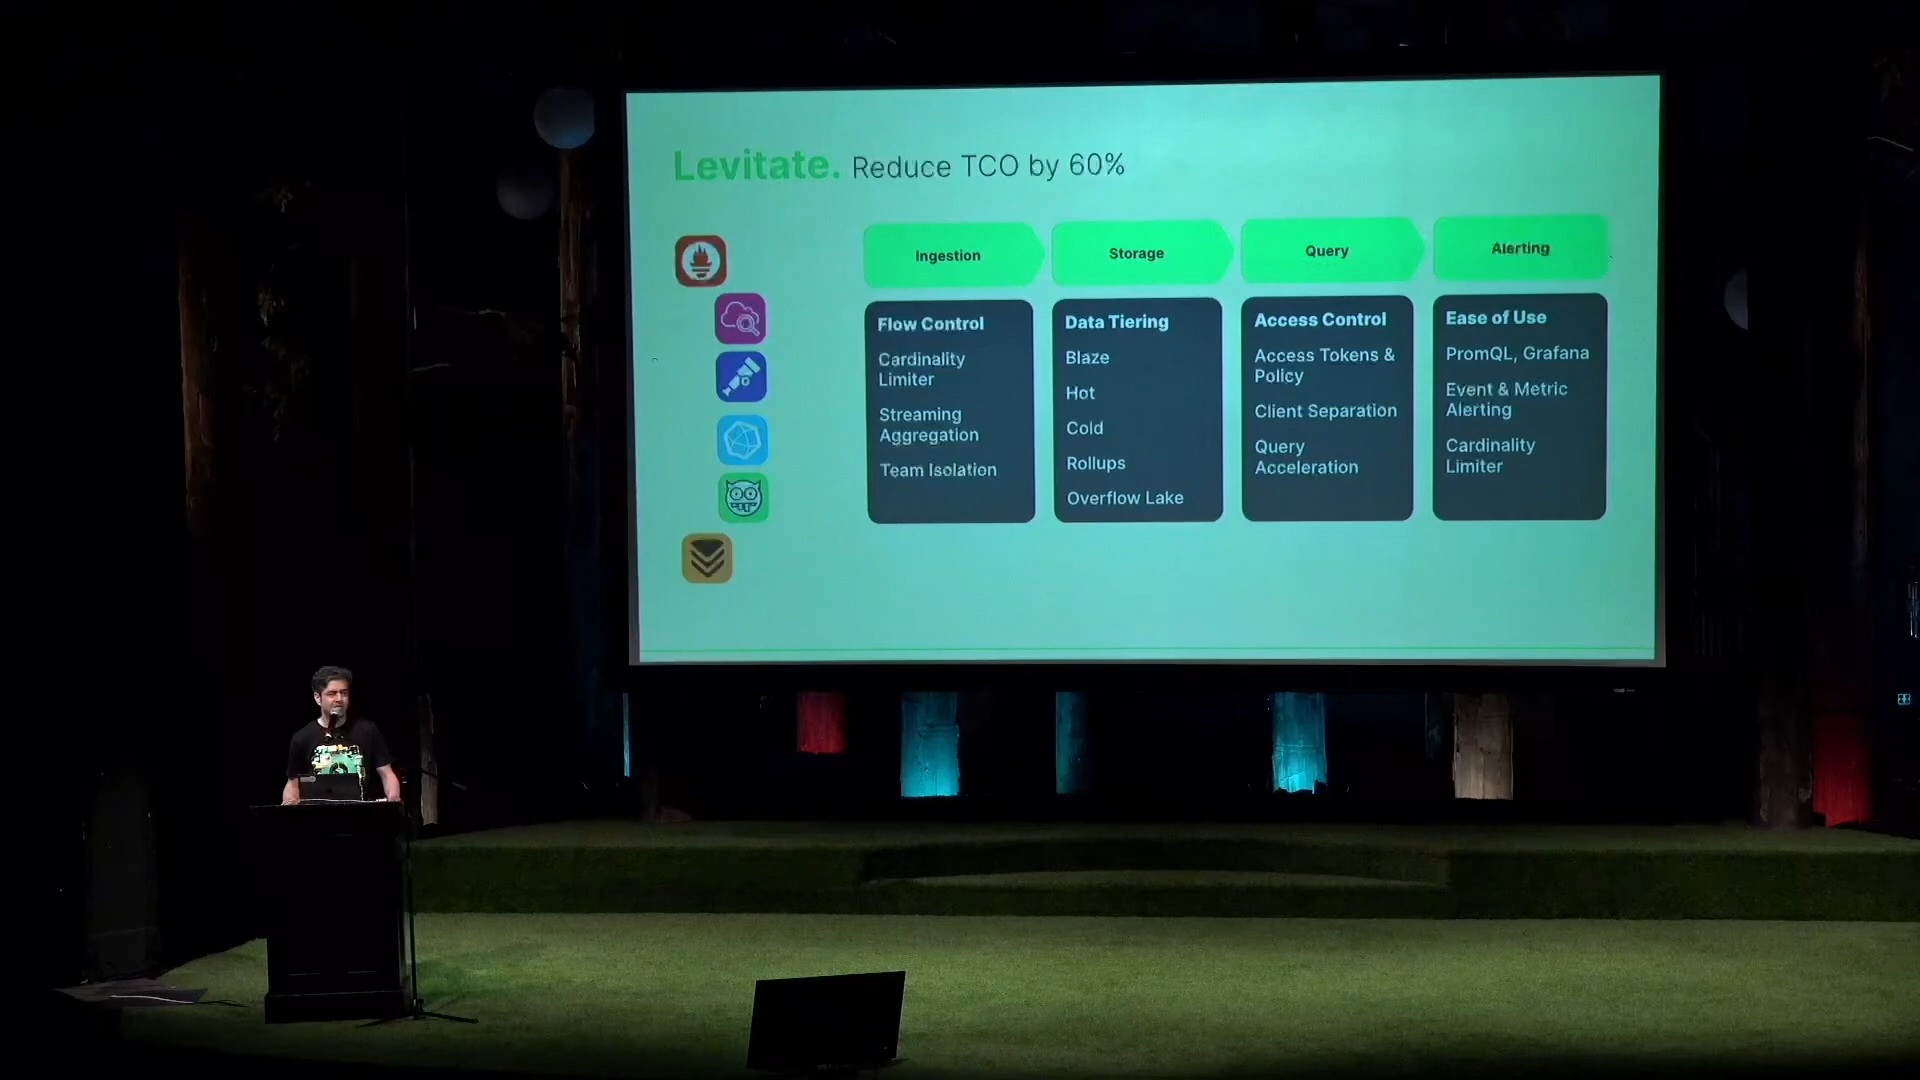 Levitate. Reduce TCO by 60%
Ingestion
Storage
Query
Alerting
Flow Control
Cardinality
Limiter
Streaming
Aggregation
Team Isolation
Data Tiering
Blaze
Hot
Cold
Rollups
Overflow Lake
Access Control
Access Tokens &
Policy
Client Separation
Query
Acceleration
Ease of Use
PromQL, Grafana
Event & Metric
Alerting
Cardinality
Limiter